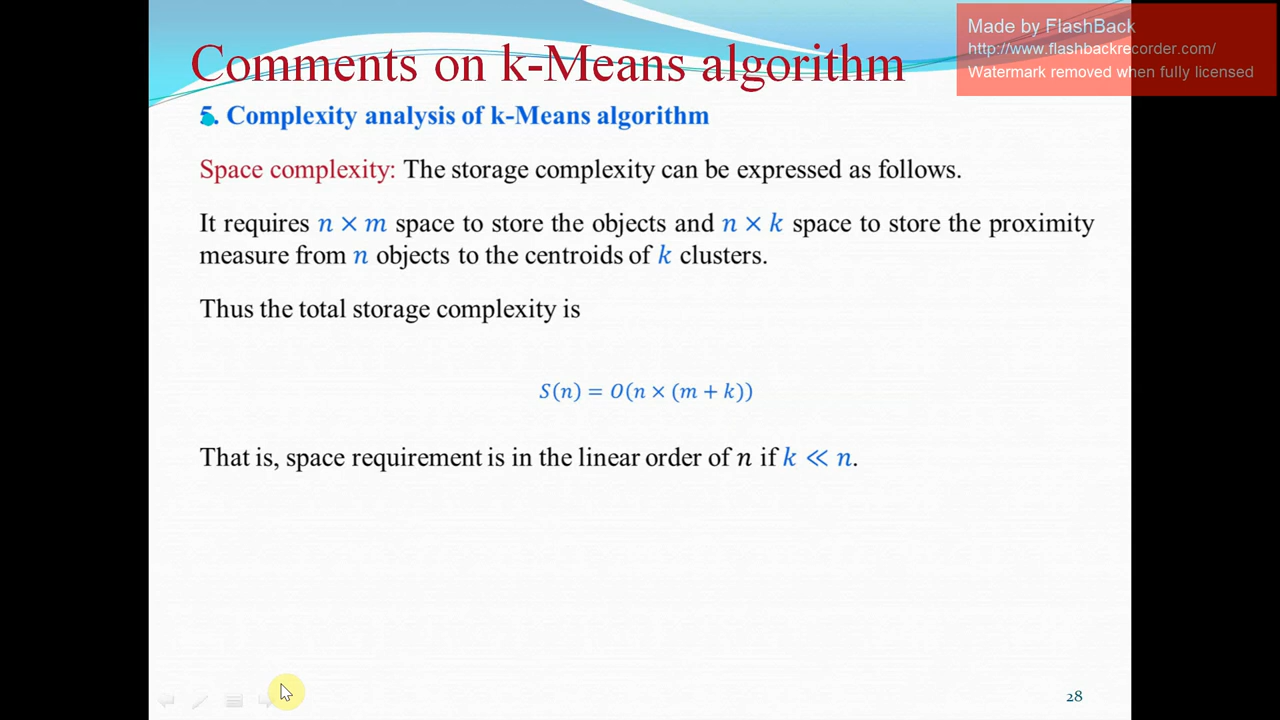 Made by FlashBack
http://www.flashbackrecorder.com/
Watermark removed when fully licensed
Comments on k-Means algorithm
5. Complexity analysis of k-Means algorithm
Space complexity: The storage complexity can be expressed as follows.
It requires n × m space to store the objects and n × k space to store the proximity
measure from n objects to the centroids of k clusters.
Thus the total storage complexity is
S(n) = O(n × (m + k))
That is, space requirement is in the linear order of n if k ≪ n.
28